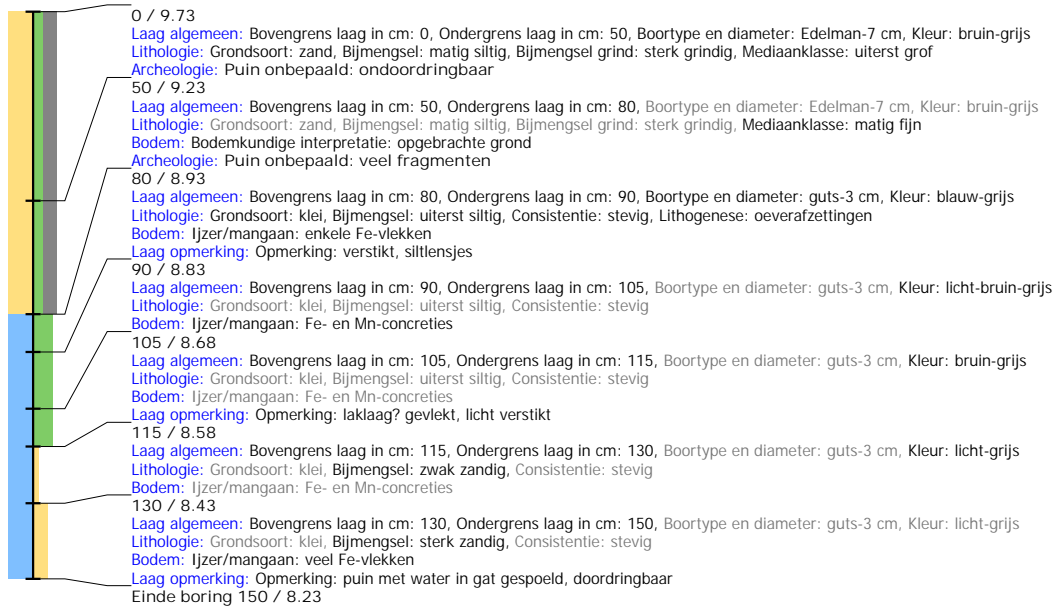 0 / 9.73
Laag algemeen: Bovengrens laag in cm: 0, Ondergrens laag in cm: 50, Boortype en diameter: Edelman-7 cm, Kleur: bruin-grijs
Lithologie: Grondsoort: zand, Bijmengsel: matig siltig, Bijmengsel grind: sterk grindig, Mediaanklasse: uiterst grof
Archeologie: Puin onbepaald: ondoordringbaar
50 / 9.23
Laag algemeen: Bovengrens laag in cm: 50, Ondergrens laag in cm: 80, Boortype en diameter: Edelman-7 cm, Kleur: bruin-grijs
Lithologie: Grondsoort: zand, Bijmengsel: matig siltig, Bijmengsel grind: sterk grindig, Mediaanklasse: matig fijn
Bodem: Bodemkundige interpretatie: opgebrachte grond
Archeologie: Puin onbepaald: veel fragmenten
80 / 8.93
Laag algemeen: Bovengrens laag in cm: 80, Ondergrens laag in cm: 90, Boortype en diameter: guts-3 cm, Kleur: blauw-grijs
Lithologie: Grondsoort: klei, Bijmengsel: uiterst siltig, Consistentie: stevig, Lithogenese: oeverafzettingen
Bodem: Ijzer/mangaan: enkele Fe-vlekken
Laag opmerking: Opmerking: verstikt, siltlensjes
90 / 8.83
Laag algemeen: Bovengrens laag in cm: 90, Ondergrens laag in cm: 105, Boortype en diameter: guts-3 cm, Kleur: licht-bruin-grijs
Lithologie: Grondsoort: klei, Bijmengsel: uiterst siltig, Consistentie: stevig
Bodem: Ijzer/mangaan: Fe- en Mn-concreties
105 / 8.68
Laag algemeen: Bovengrens laag in cm: 105, Ondergrens laag in cm: 115, Boortype en diameter: guts-3 cm, Kleur: bruin-grijs
Lithologie: Grondsoort: klei, Bijmengsel: uiterst siltig, Consistentie: stevig
Bodem: Ijzer/mangaan: Fe- en Mn-concreties
Laag opmerking: Opmerking: laklaag? gevlekt, licht verstikt
115 / 8.58
Laag algemeen: Bovengrens laag in cm: 115, Ondergrens laag in cm: 130, Boortype en diameter: guts-3 cm, Kleur: licht-grijs
Lithologie: Grondsoort: klei, Bijmengsel: zwak zandig, Consistentie: stevig
Bodem: Ijzer/mangaan: Fe- en Mn-concreties
130 / 8.43
Laag algemeen: Bovengrens laag in cm: 130, Ondergrens laag in cm: 150, Boortype en diameter: guts-3 cm, Kleur: licht-grijs
Lithologie: Grondsoort: klei, Bijmengsel: sterk zandig, Consistentie: stevig
Bodem: Ijzer/mangaan: veel Fe-vlekken
Laag opmerking: Opmerking: puin met water in gat gespoeld, doordringbaar
Einde boring 150 / 8.23